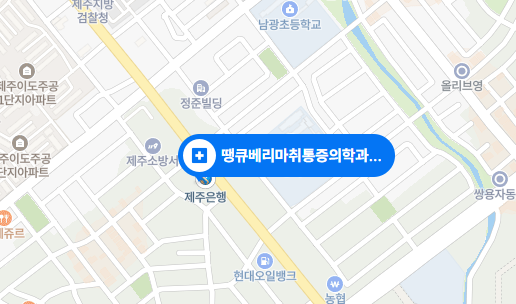 제주지방
검찰청
남광초등학교
제주이도주공
1단지아파트
정준빌딩
올리브영
땡큐베리마취통증의학과...
제주소방서
주이도주공
단지아파트
제주은행
쌍용자동
쥬르
현대오일뱅크
농협